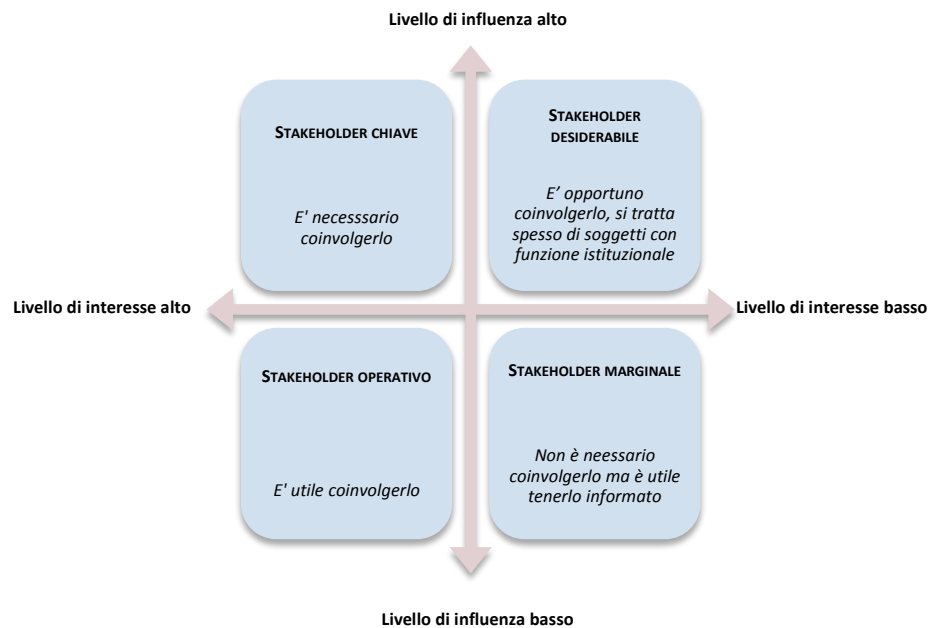 Livello di influenza alto
STAKEHOLDER CHIAVE
E' necesssario
coinvolgerlo
STAKEHOLDER
DESIDERABILE
E’ opportuno
coinvolgerlo, si tratta
spesso di soggetti con
funzione istituzionale
Livello di interesse alto
Livello di interesse basso
STAKEHOLDER OPERATIVO
E' utile coinvolgerlo
STAKEHOLDER MARGINALE
Non è neessario
coinvolgerlo ma è utile
tenerlo informato
Livello di influenza basso